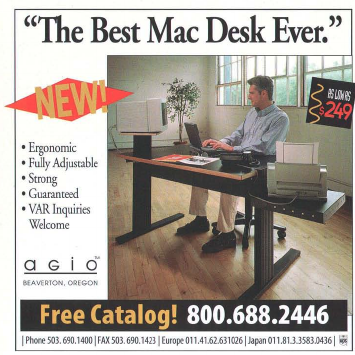 “The Best Mac Desk Ever.”
NEW!
AS LOW AS
$249
• Ergonomic
• Fully Adjustable
• Strong
• Guaranteed
• VAR Inquiries
Welcome
agio™
BEAVERTON, OREGON
Free Catalog! 800.688.2446
| Phone 503. 690.1400 | FAX 503. 690.1423 | Europe 011.41.62.631026 | Japan 011.81.3.3583.0436 |